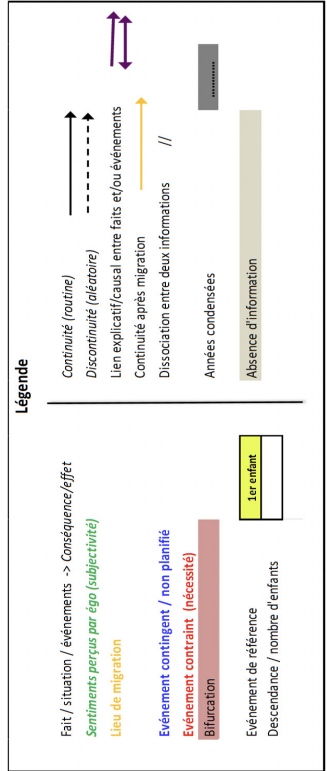 Légende
Fait / situation / événements -> Conséquence/effet
Sentiments perçus par égo (subjectivité)
Lieu de migration
Evénement contingent / non planifié
Evénement contraint (nécessité)
Bifurcation
Evénement de référence
1er enfant
Descendance / nombre d'enfants
Continuité (routine)
Discontinuité (aléatoire)
Lien explicatif/causal entre faits et/ou événements
Continuité après migration
Dissociation entre deux informations //
Années condensées ............
Absence d'information